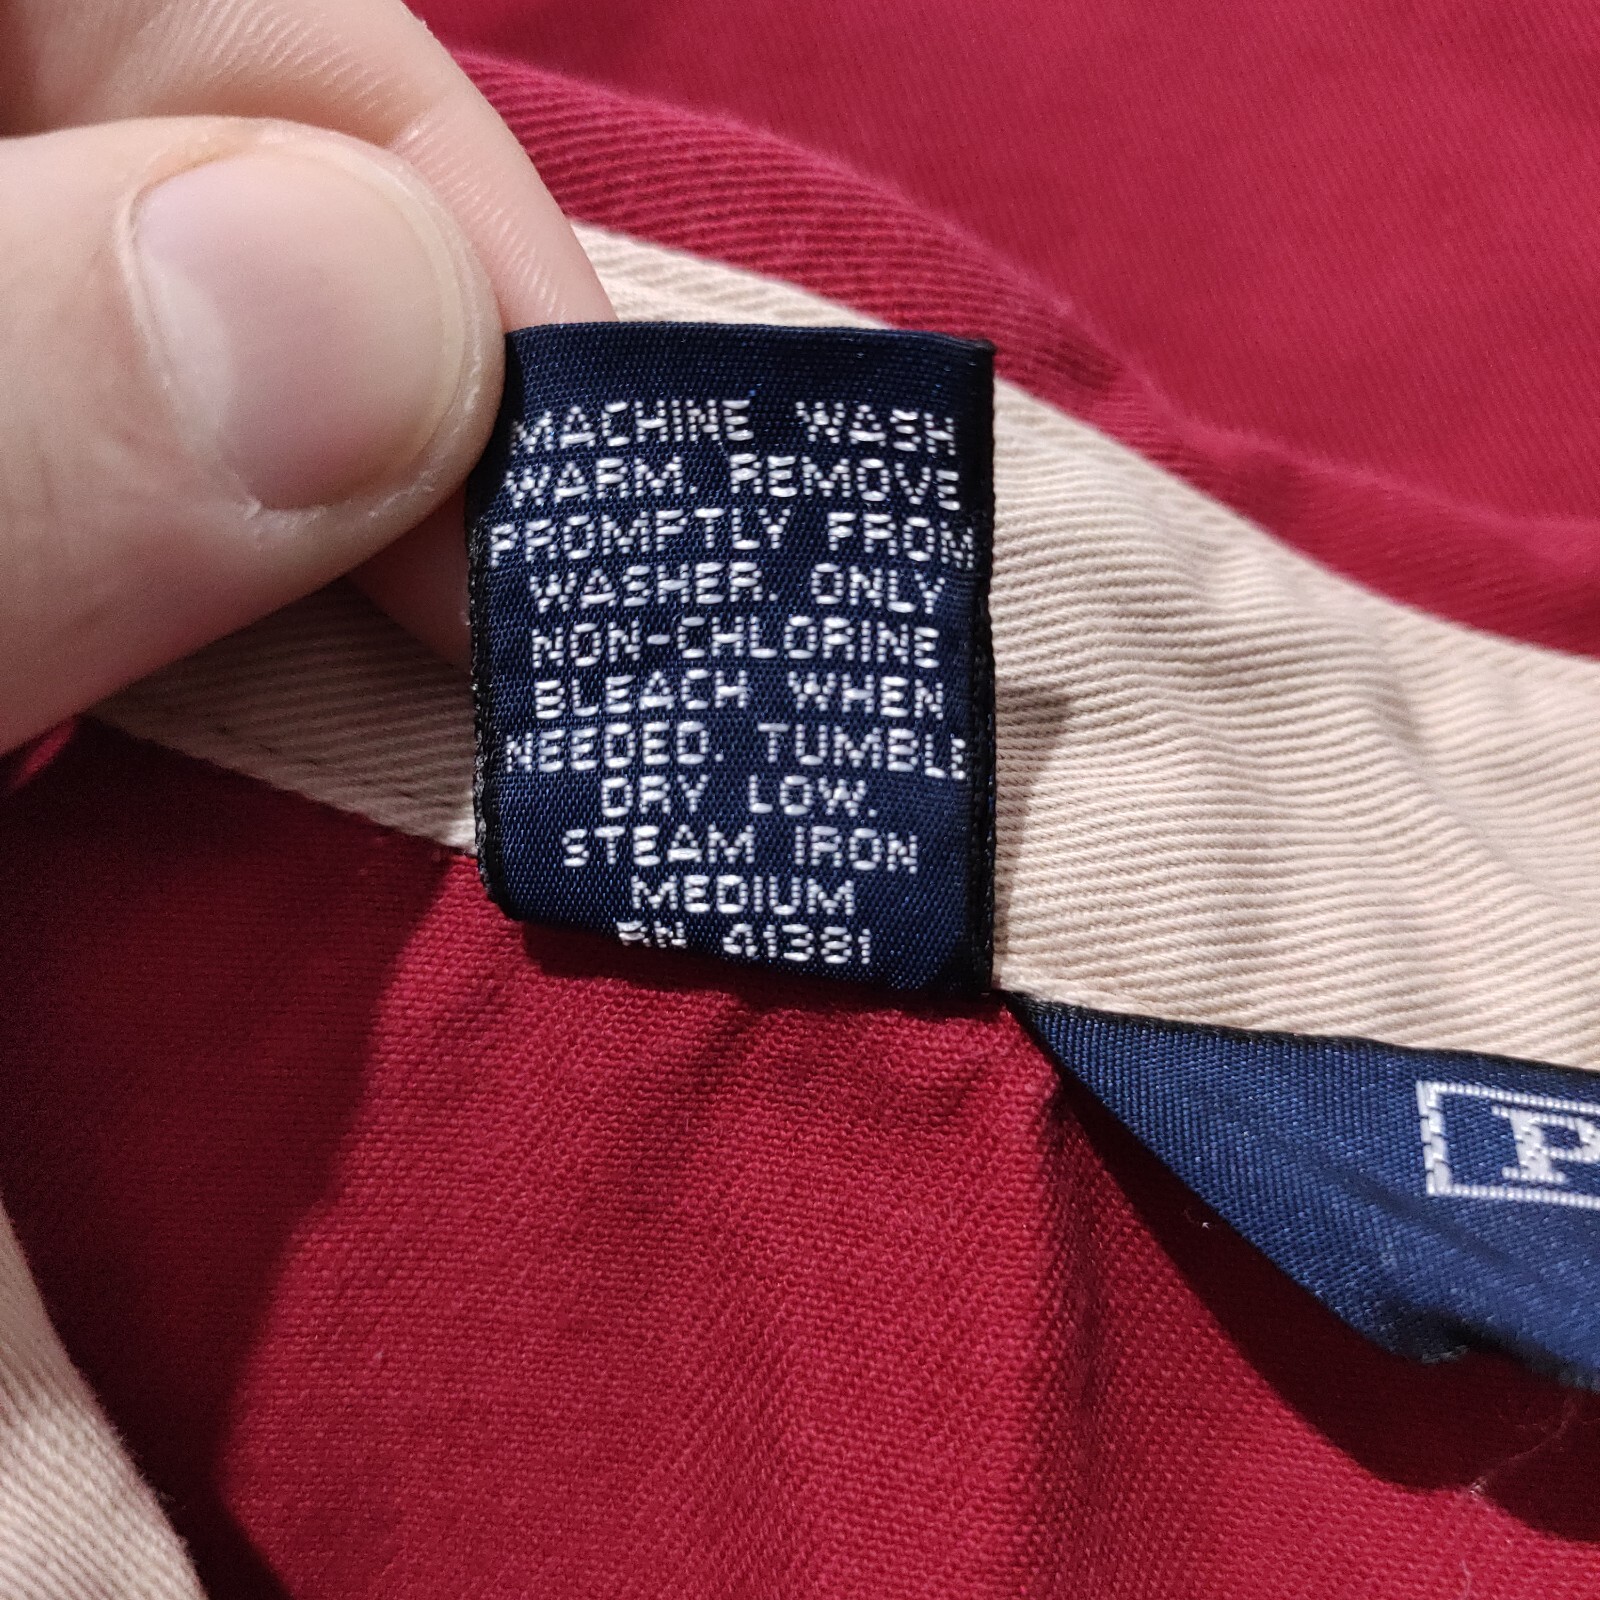 MACHINE WASH
WARM. REMOVE
PROMPTLY FROM
WASHER. ONLY
NON-CHLORINE
BLEACH WHEN
NEEDED. TUMBLE
DRY LOW.
STEAM IRON
MEDIUM
RN 41381
P